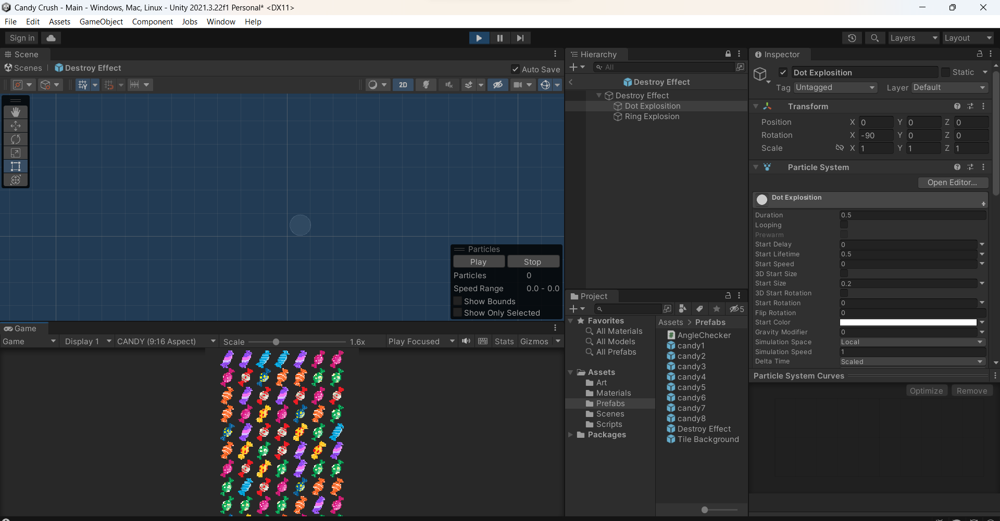 Candy Crush - Main - Windows, Mac, Linux - Unity 2021.3.22f1 Personal* <DX11>
File Edit Assets GameObject Component Jobs Window Help
Sign in
Layers Layout
Scene
Scenes Destroy Effect
Auto Save
2D
Particles
Play Stop
Particles 0
Speed Range 0.0 - 0.0
Show Bounds
Show Only Selected
Game
Game Display 1 CANDY (9:16 Aspect) Scale 1.6x Play Focused Stats Gizmos
Hierarchy
All
Destroy Effect
Destroy Effect
Dot Explosition
Ring Explosion
Project
5
Favorites
All Materials
All Models
All Prefabs
Assets
Art
Materials
Prefabs
Scenes
Scripts
Packages
Assets > Prefabs
AngleChecker
candy1
candy2
candy3
candy4
candy5
candy6
candy7
candy8
Destroy Effect
Tile Background
Inspector
Dot Explosition Static
Tag Untagged Layer Default
Transform
Position X 0 Y 0 Z 0
Rotation X -90 Y 0 Z 0
Scale X 1 Y 1 Z 1
Particle System
Open Editor...
Dot Explosition
Duration 0.5
Looping
Prewarm
Start Delay 0
Start Lifetime 0.5
Start Speed 0
3D Start Size
Start Size 0.2
3D Start Rotation
Start Rotation 0
Flip Rotation 0
Start Color
Gravity Modifier 0
Simulation Space Local
Simulation Speed 1
Delta Time Scaled
Particle System Curves
Optimize Remove